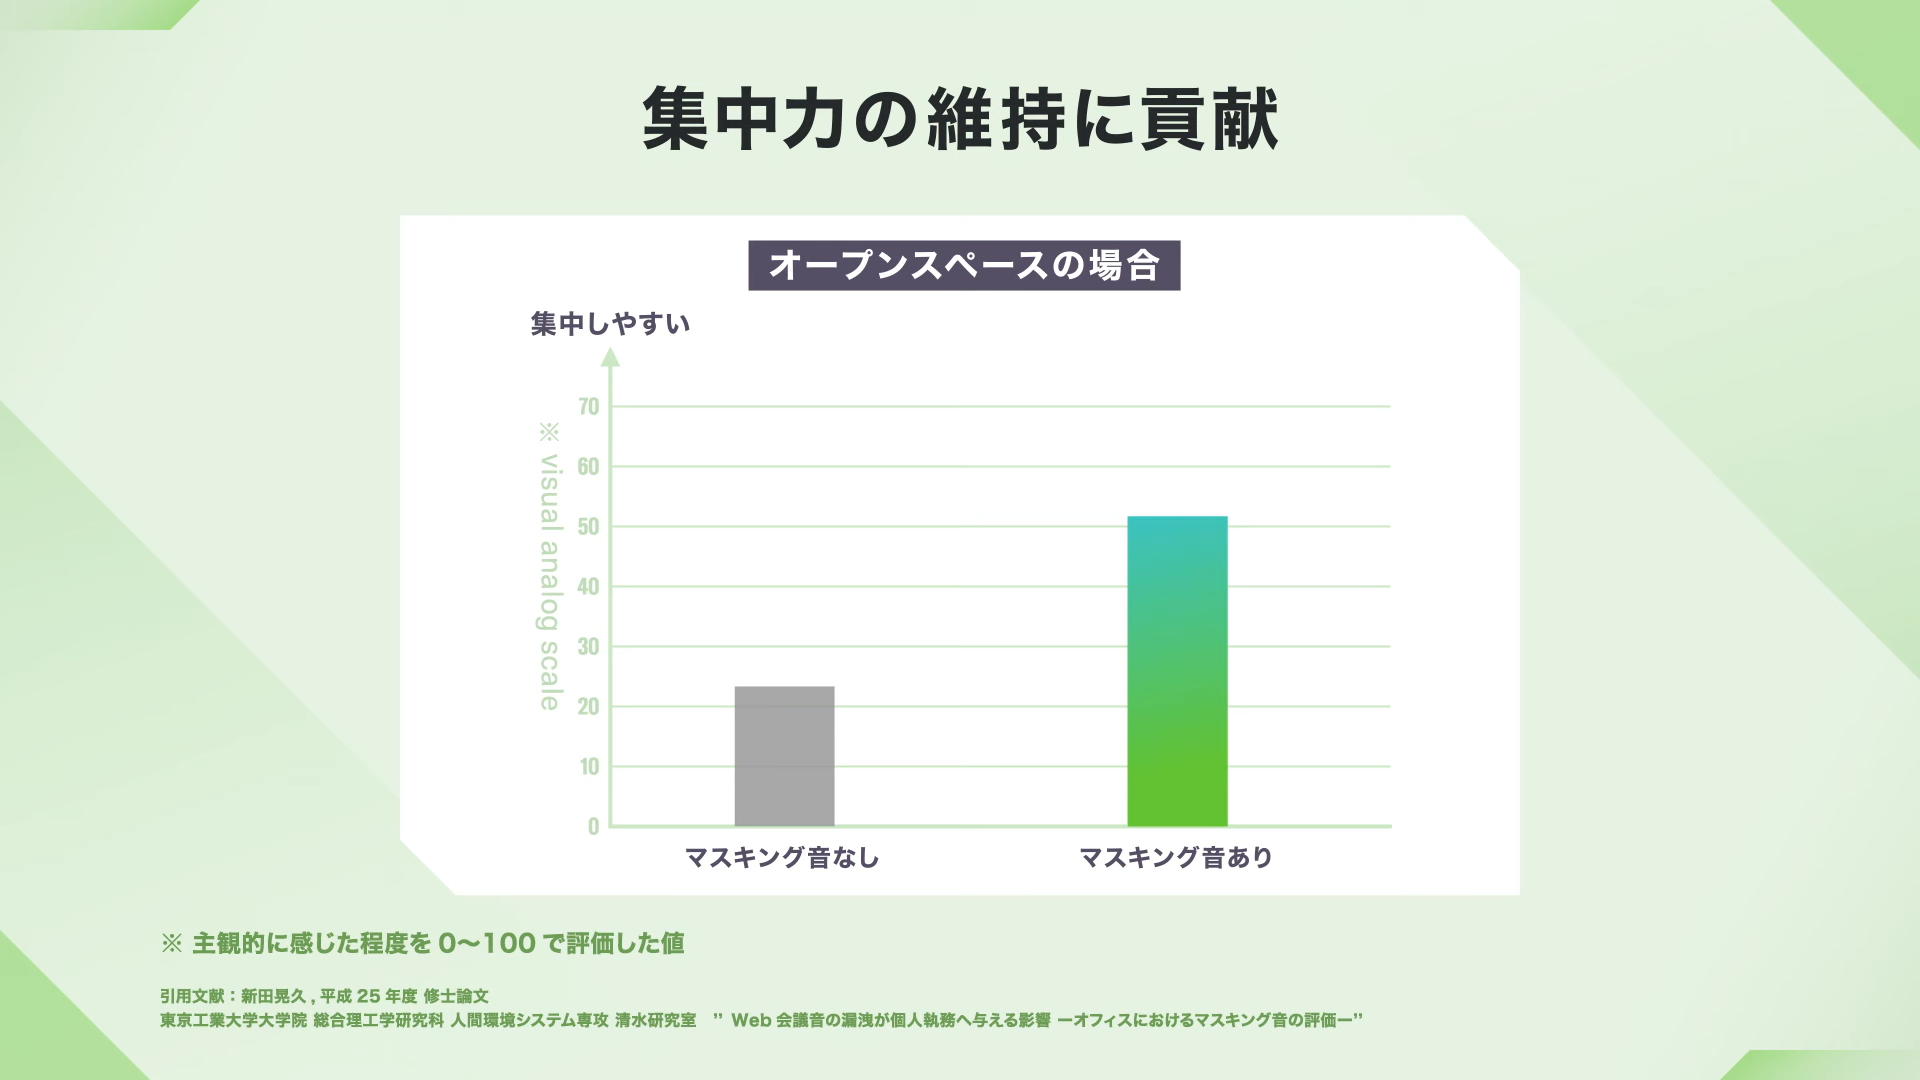 集中力の維持に貢献
オープンスペースの場合
集中しやすい
※ visual analog scale
70
60
50
40
30
20
10
0
マスキング音なし
マスキング音あり
※ 主観的に感じた程度を 0〜100 で評価した値
引用文献：新田晃久 , 平成 25 年度 修士論文
東京工業大学大学院 総合理工学研究科 人間環境システム専攻 清水研究室 ” Web 会議音の漏洩が個人執務へ与える影響 ーオフィスにおけるマスキング音の評価ー”